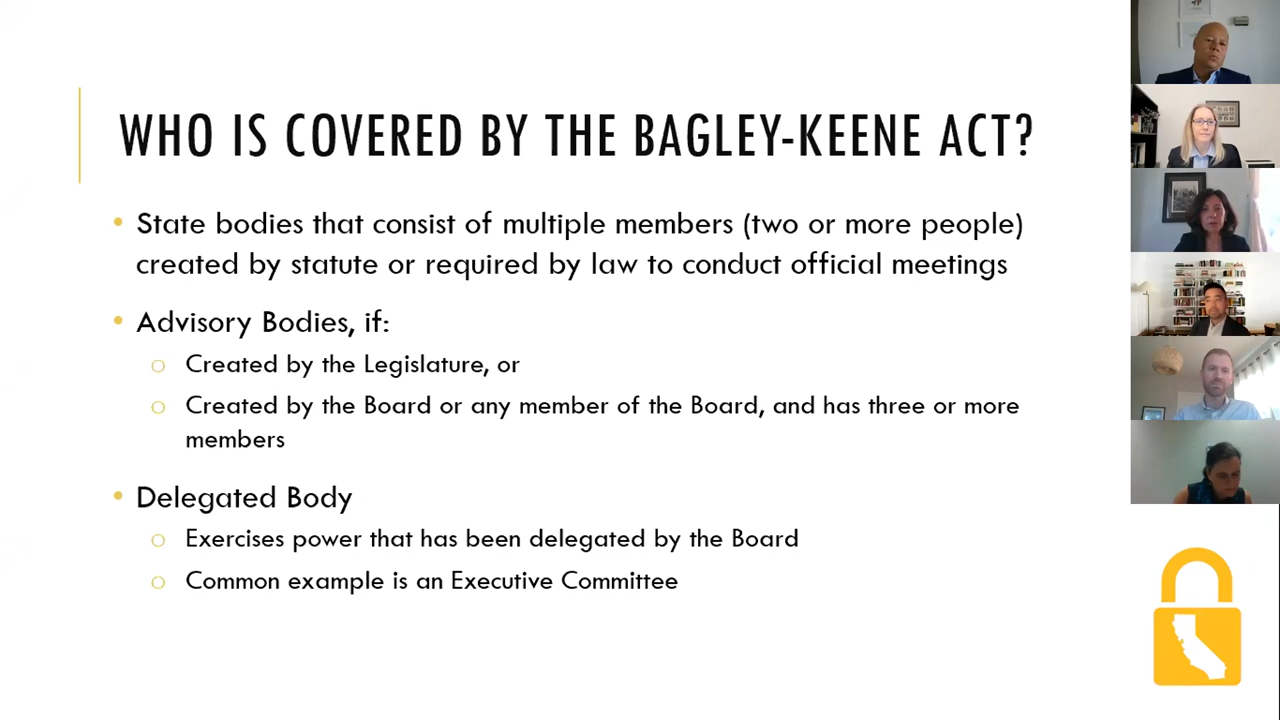 WHO IS COVERED BY THE BAGLEY-KEENE ACT?
• State bodies that consist of multiple members (two or more people)
created by statute or required by law to conduct official meetings
• Advisory Bodies, if:
o Created by the Legislature, or
o Created by the Board or any member of the Board, and has three or more
members
• Delegated Body
o Exercises power that has been delegated by the Board
o Common example is an Executive Committee